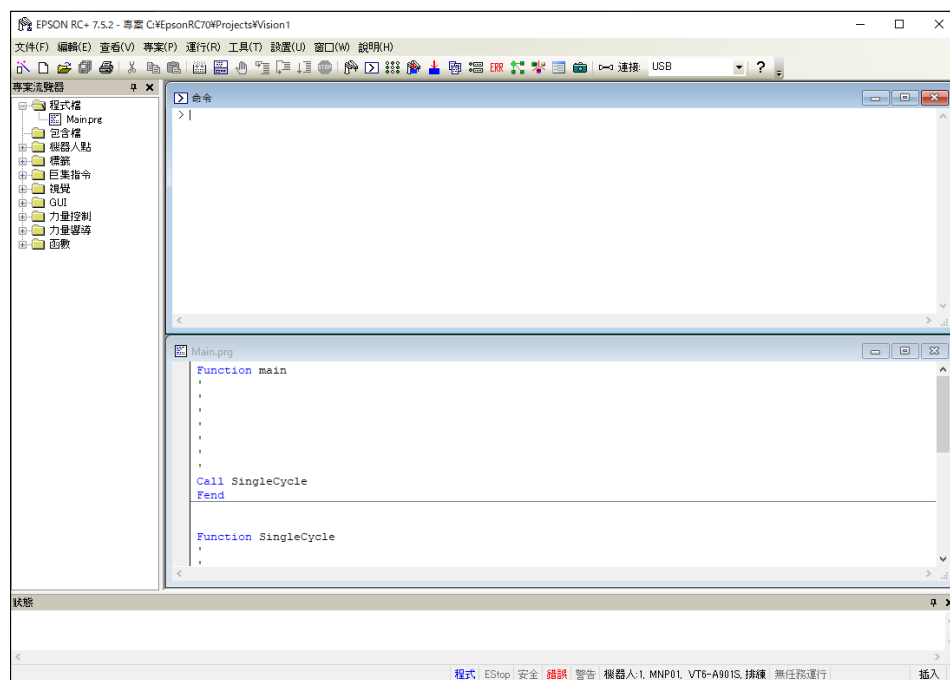 EPSON RC+ 7.5.2 - 專案 C:¥EpsonRC70¥Projects¥Vision1
文件(F) 編輯(E) 查看(V) 專案(P) 運行(R) 工具(T) 設置(U) 窗口(W) 說明(H)
ERR 連接: USB ?
專案流覽器
程式檔
Main.prg
包含檔
機器人點
標籤
巨集指令
視覺
GUI
力量控制
力量嚮導
函數
命令
>
Main.prg
Function main
'
'
'
'
'
'
'
Call SingleCycle
Fend
Function SingleCycle
'
'
狀態
程式 EStop 安全 錯誤 警告 機器人:1, MNP01, VT6-A901S, 排練 無任務運行 插入